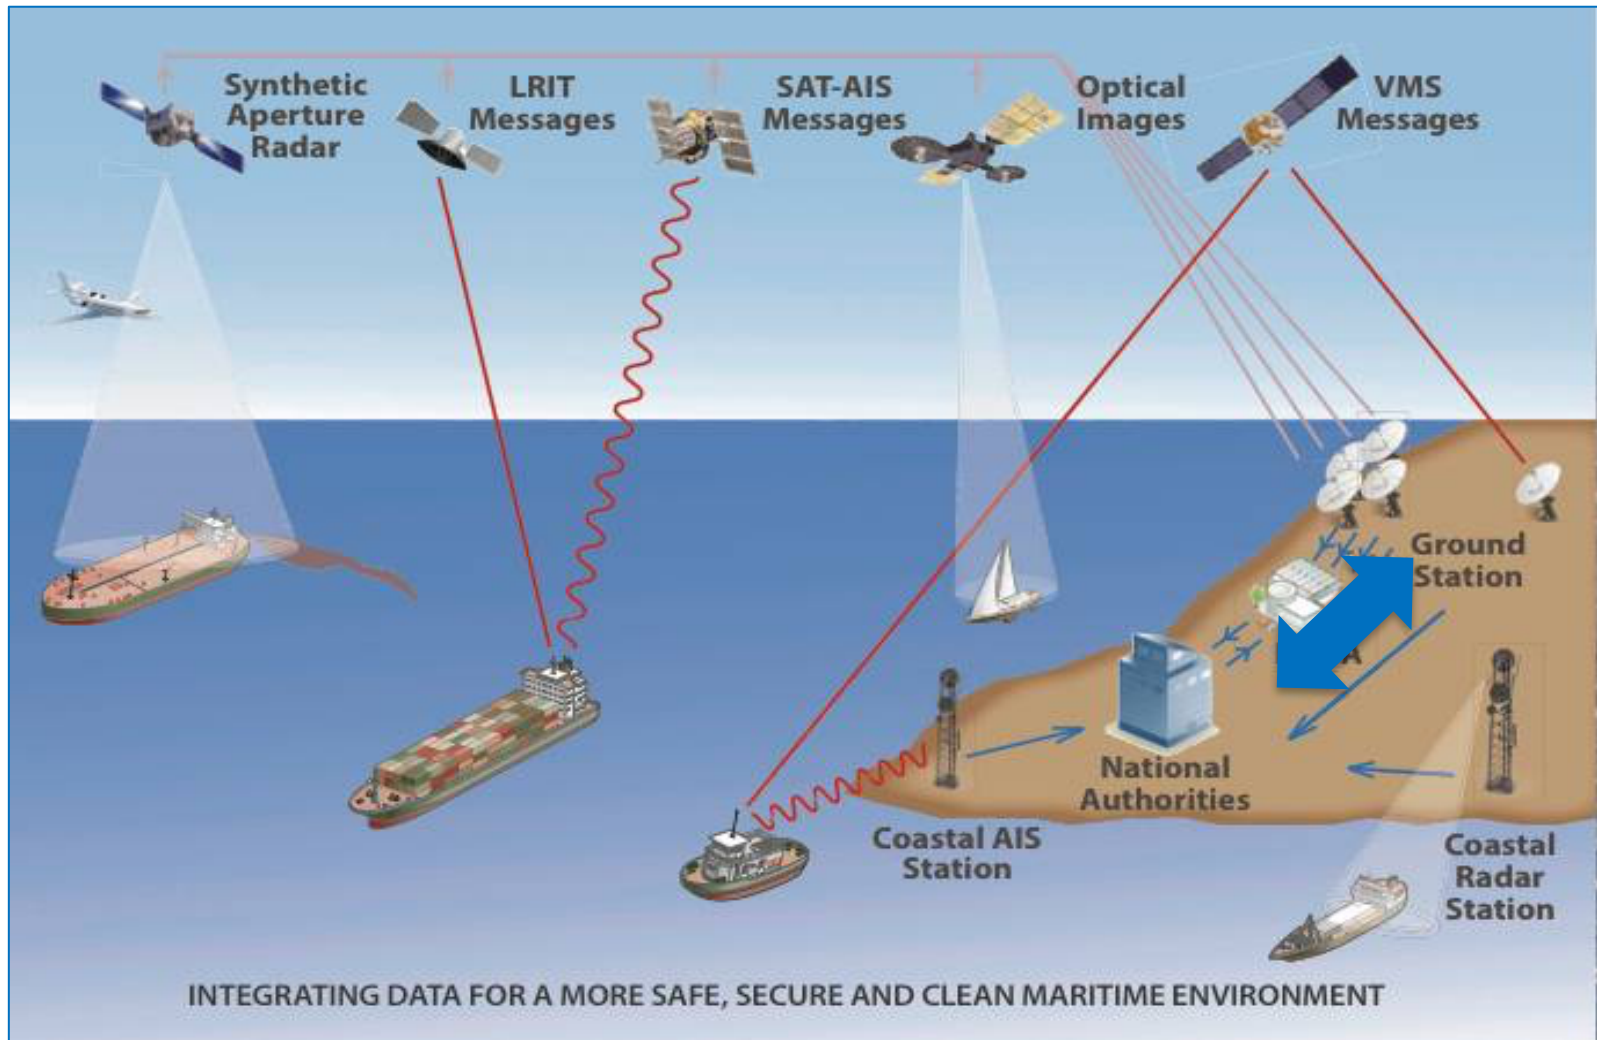 Synthetic
Aperture
Radar
LRIT
Messages
SAT-AIS
Messages
Optical
Images
VMS
Messages
Ground
Station
A
National
Authorities
Coastal AIS
Station
Coastal
Radar
Station
INTEGRATING DATA FOR A MORE SAFE, SECURE AND CLEAN MARITIME ENVIRONMENT